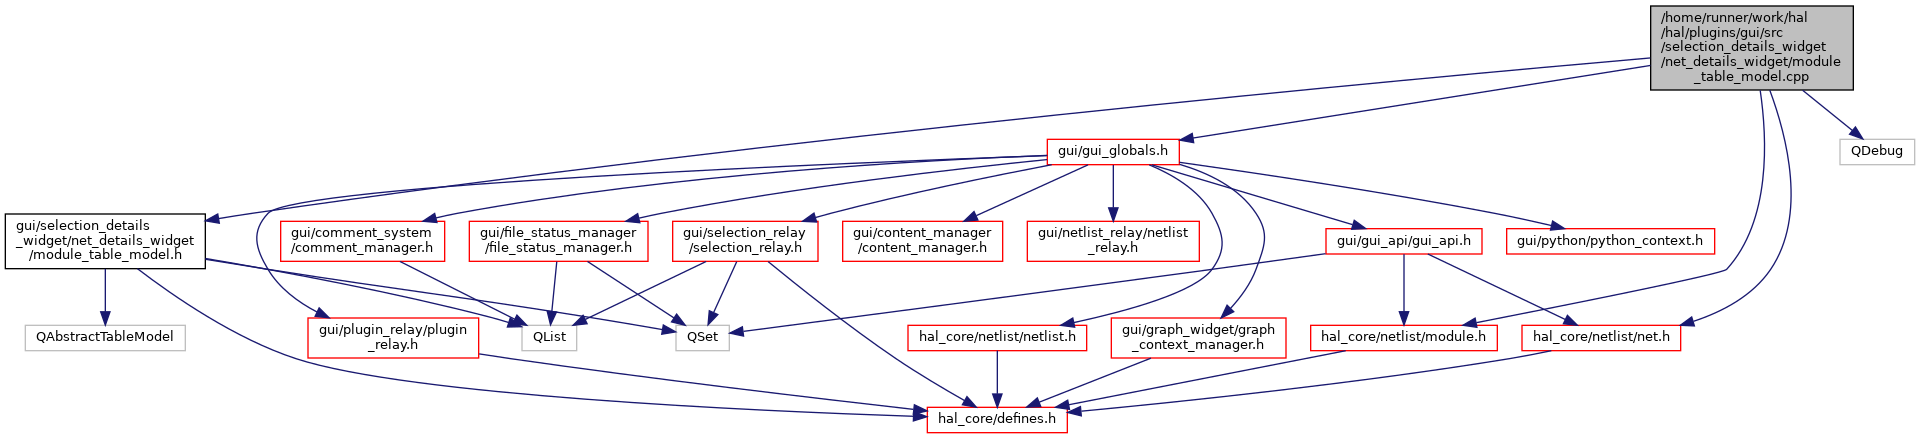 /home/runner/work/hal
/hal/plugins/gui/src
/selection_details_widget
/net_details_widget/module
_table_model.cpp
gui/gui_globals.h
QDebug
gui/selection_details
_widget/net_details_widget
/module_table_model.h
gui/comment_system
/comment_manager.h
gui/file_status_manager
/file_status_manager.h
gui/selection_relay
/selection_relay.h
gui/content_manager
/content_manager.h
gui/netlist_relay/netlist
_relay.h
gui/gui_api/gui_api.h
gui/python/python_context.h
QAbstractTableModel
gui/plugin_relay/plugin
_relay.h
QList
QSet
hal_core/netlist/netlist.h
gui/graph_widget/graph
_context_manager.h
hal_core/netlist/module.h
hal_core/netlist/net.h
hal_core/defines.h